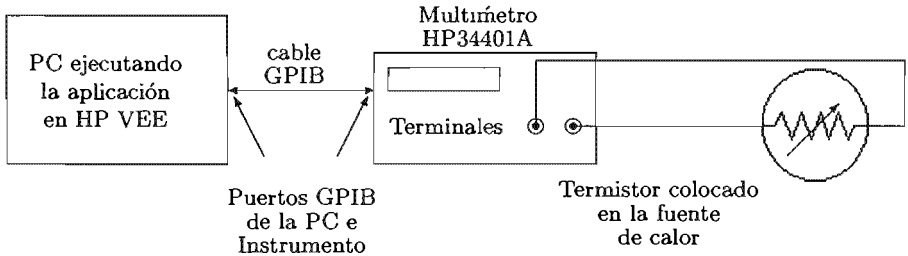 PC ejecutando
la aplicación
en HP VEE
cable
GPIB
Multímetro
HP34401A
Terminales
Puertos GPIB
de la PC e
Instrumento
Termistor colocado
en la fuente
de calor